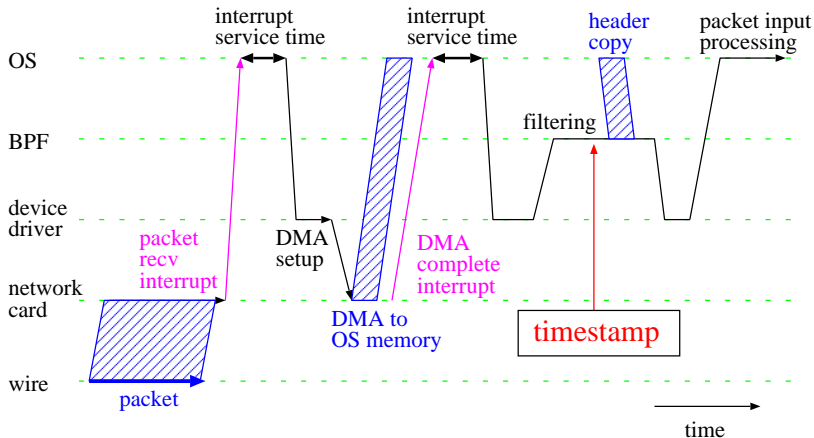 interrupt
service time
interrupt
service time
header
copy
packet input
processing
OS
filtering
BPF
device
driver
packet
recv
interrupt
DMA
setup
DMA
complete
interrupt
network
card
DMA to
OS memory
timestamp
wire
packet
time